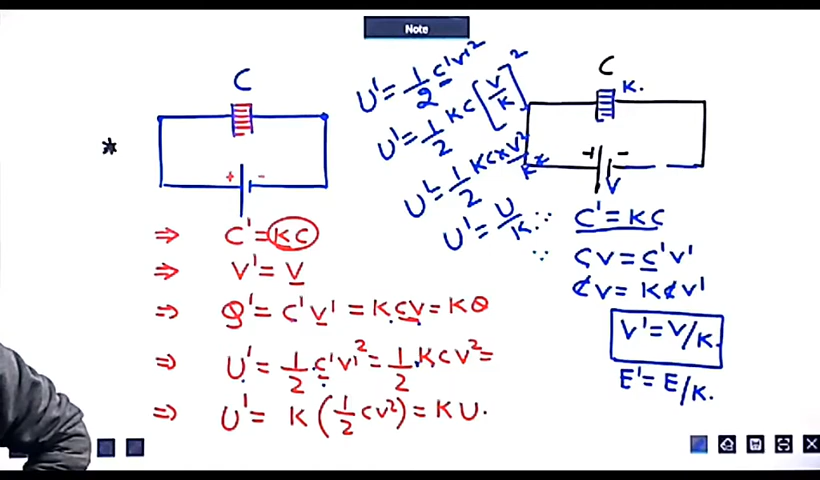 Note
C
*
+ -
⇒ C' = KC
⇒ V' = V
⇒ Q' = C'V' = KCV = KQ
⇒ U' = 1/2 C'V'² = 1/2 KCV² =
⇒ U' = K(1/2 CV²) = KU.
U' = 1/2 C'V'²
U' = 1/2 KC[V/K]²
U' = 1/2 KC × V²/K²
U' = U/K
C
K.
+ -
V
∵ C' = KC
∵ CV = C'V'
CV = KCV'
V' = V/K.
E' = E/K.